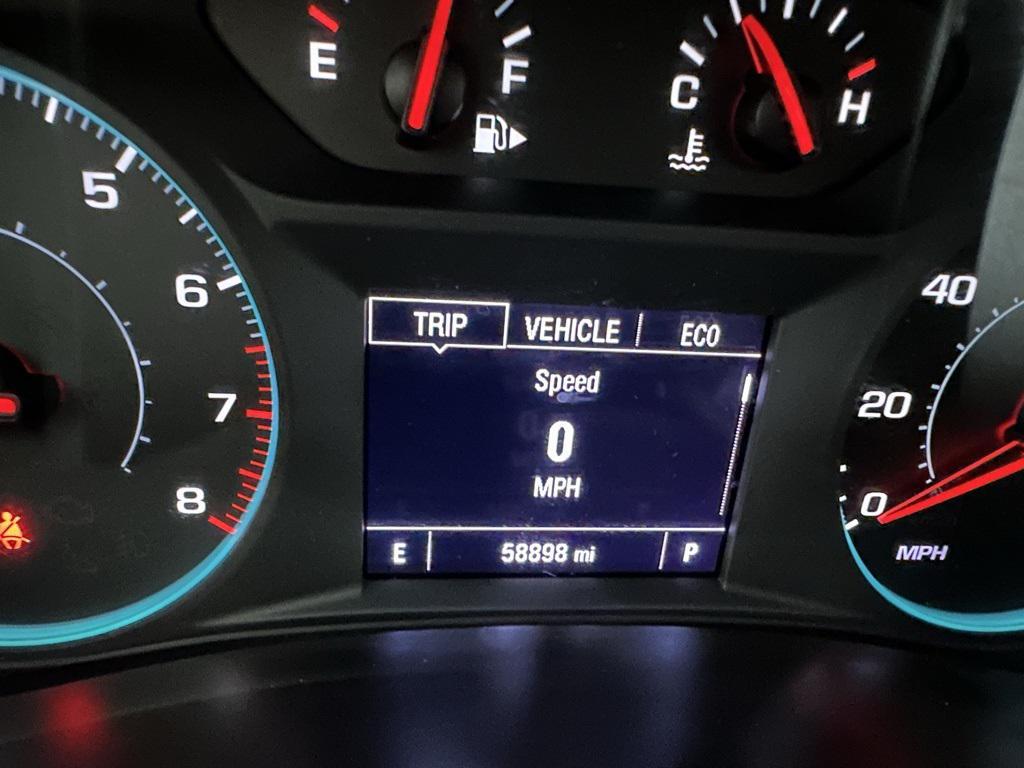 E
F
C
H
5
6
7
8
TRIP VEHICLE ECO
Speed
0
MPH
E 58898 mi P
40
20
0
MPH